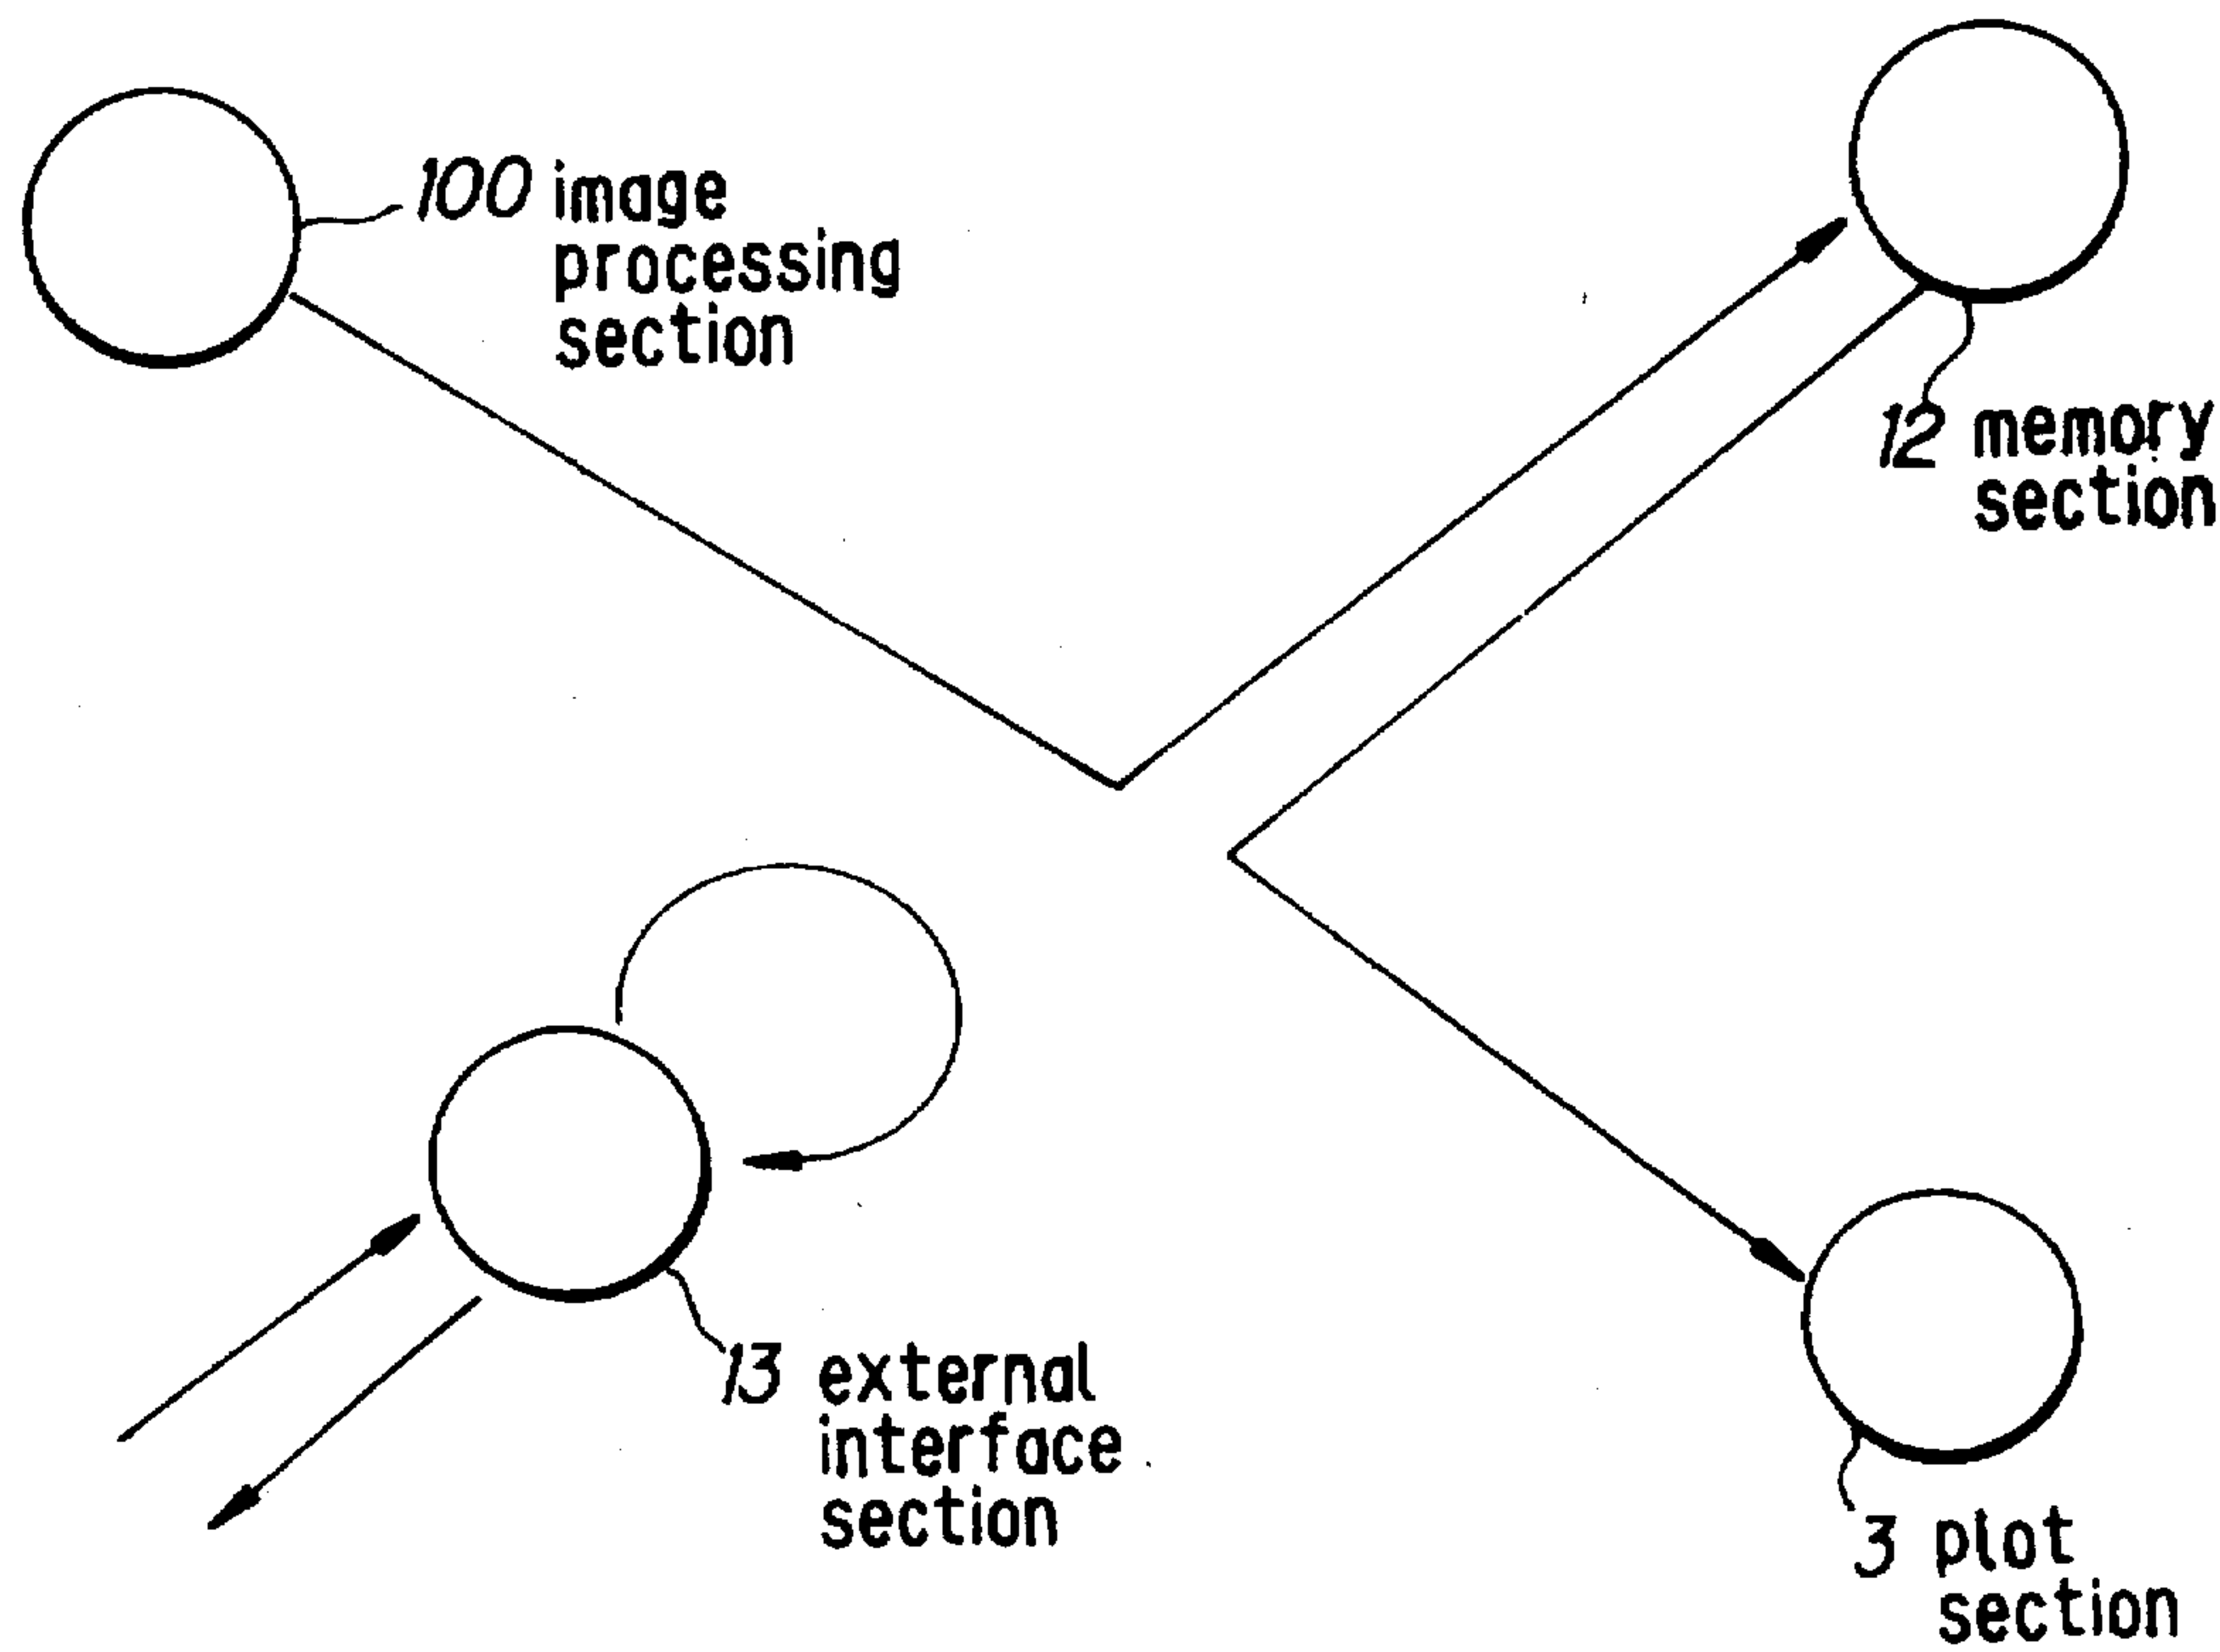 100 image
processing
section
12 memory
section
13 external
interface
section
3 plot
section